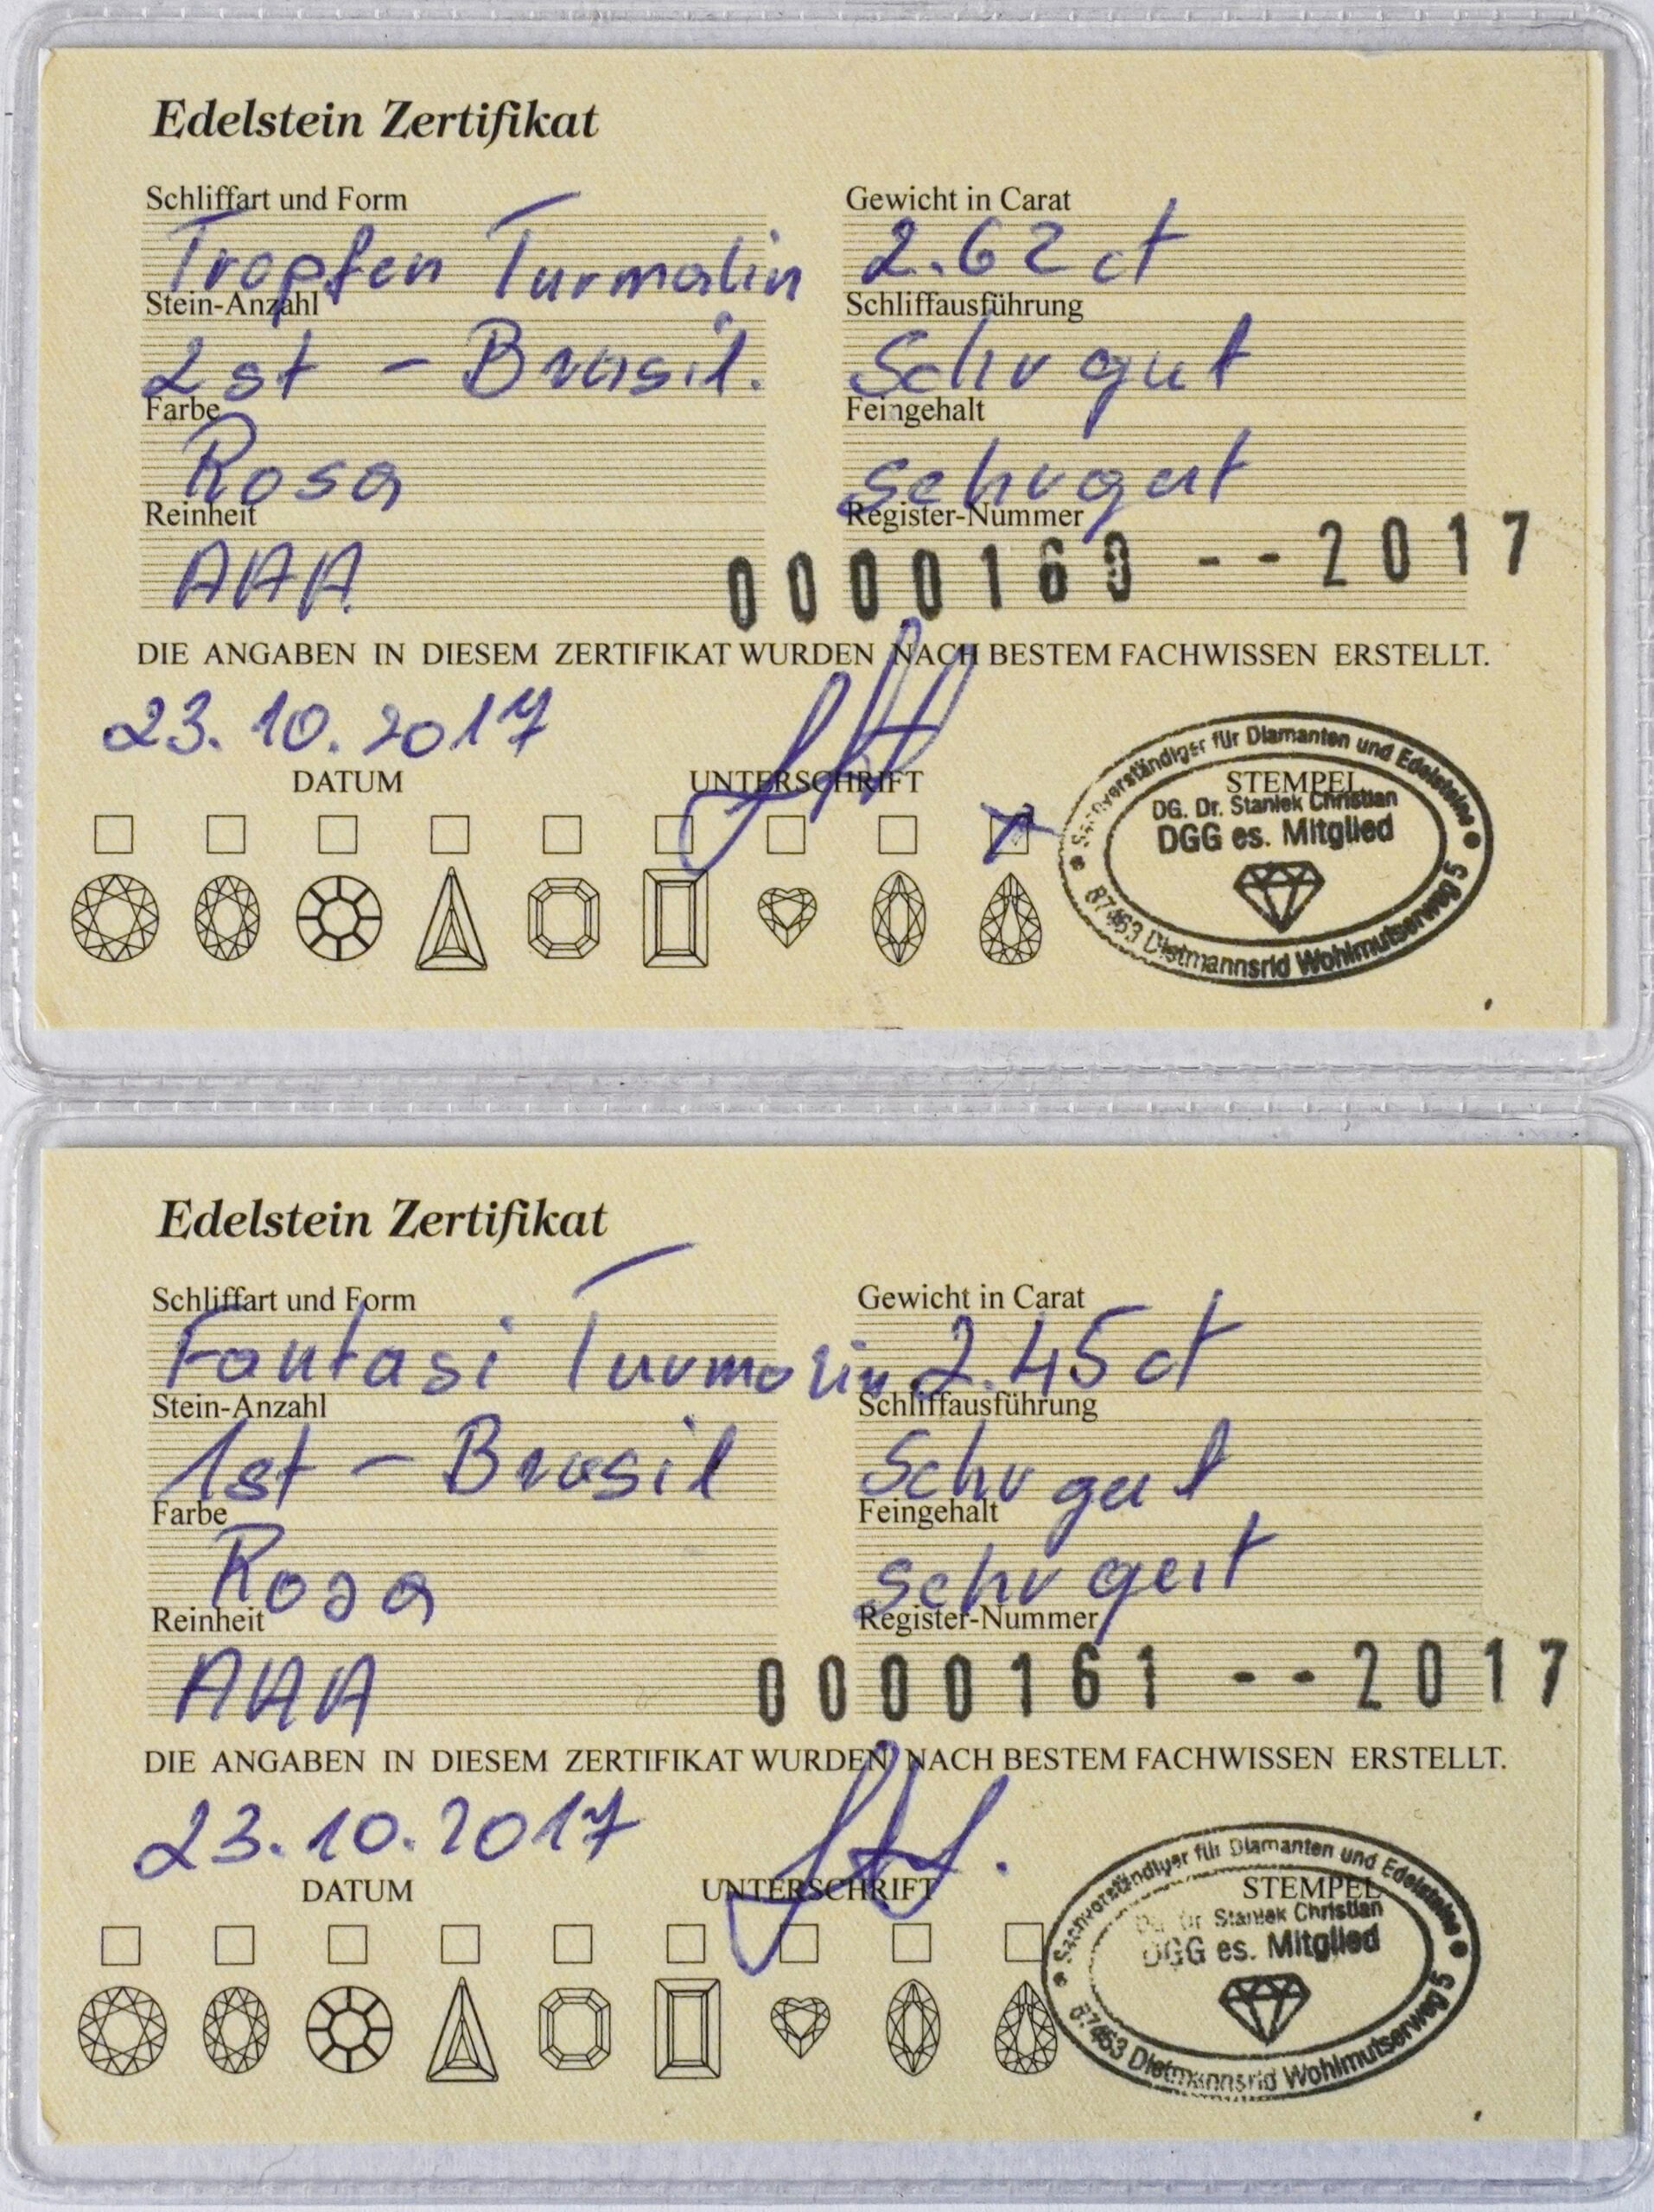 Edelstein Zertifikat
Schliffart und Form Gewicht in Carat
Tropfen Turmalin 2.62 ct
Stein-Anzahl Schliffausführung
2st - Brasil. Sehr gut
Farbe Feingehalt
Rosa sehr gut
Reinheit Register-Nummer
AAA 0000160 --2017
DIE ANGABEN IN DIESEM ZERTIFIKAT WURDEN NACH BESTEM FACHWISSEN ERSTELLT.
23.10.2017
DATUM UNTERSCHRIFT STEMPEL
Sachverständiger für Diamanten und Edelsteine
DG. Dr. Staniek Christian
DGG es. Mitglied
87463 Dietmannsrid Wohlmutserweg 5
Edelstein Zertifikat
Schliffart und Form Gewicht in Carat
Fantasi Turmalin 2.45 ct
Stein-Anzahl Schliffausführung
1st - Brasil Sehr gut
Farbe Feingehalt
Rosa sehr gut
Reinheit Register-Nummer
AAA 0000161 --2017
DIE ANGABEN IN DIESEM ZERTIFIKAT WURDEN NACH BESTEM FACHWISSEN ERSTELLT.
23.10.2017
DATUM UNTERSCHRIFT STEMPEL
Sachverständiger für Diamanten und Edelsteine
DG. Dr Staniek Christian
DGG es. Mitglied
87463 Dietmannsrid Wohlmutserweg 5